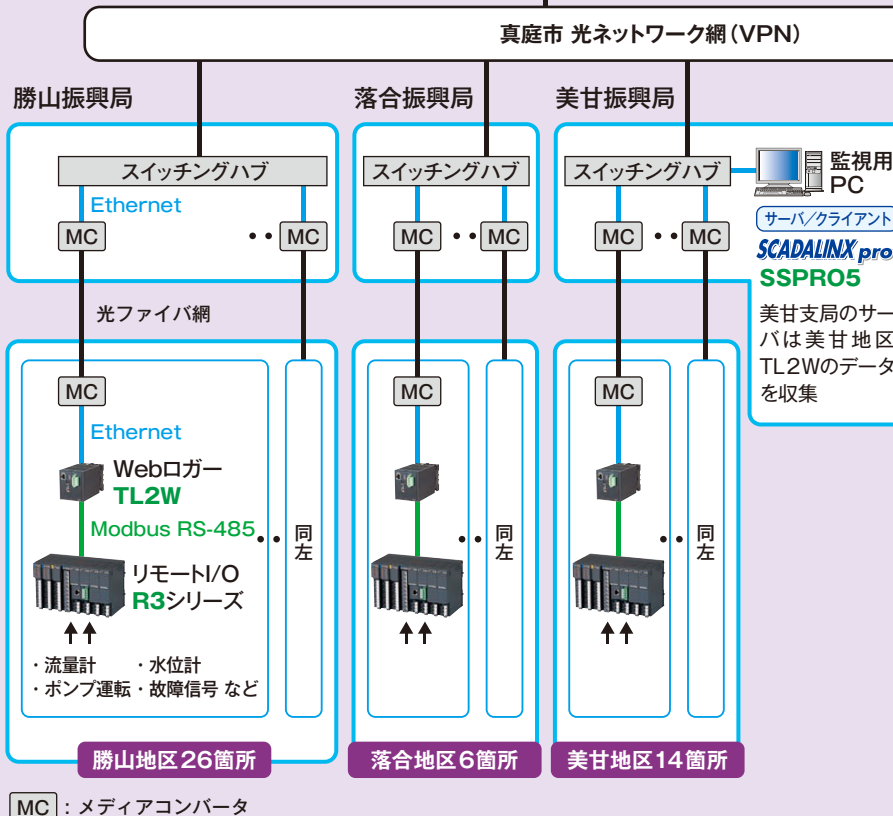 真庭市 光ネットワーク網（VPN）
勝山振興局
落合振興局
美甘振興局
スイッチングハブ
スイッチングハブ
スイッチングハブ
監視用
PC
Ethernet
MC
・・
MC
MC
・・
MC
MC
・・
MC
サーバ／クライアント
SCADALINX pro
SSPRO5
美甘支局のサー
バは美甘地区
TL2Wのデータ
を収集
光ファイバ網
MC
MC
MC
Ethernet
Webロガー
TL2W
Modbus RS-485
・・
同左
・・
同左
・・
同左
リモートI/O
R3シリーズ
・流量計 ・水位計
・ポンプ運転・故障信号 など
勝山地区26箇所
落合地区6箇所
美甘地区14箇所
MC：メディアコンバータ